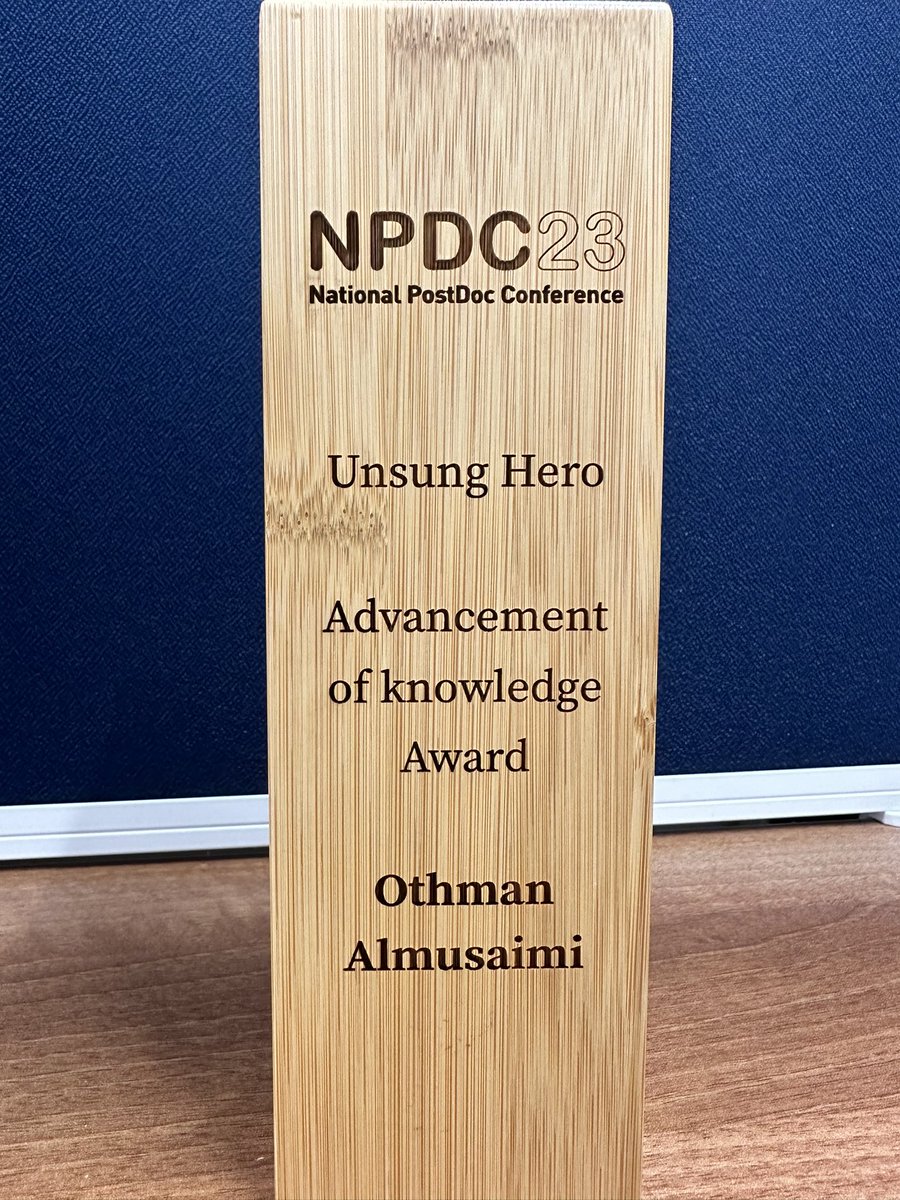 NPDC23
National PostDoc Conference
Unsung Hero
Advancement
of knowledge
Award
Othman
Almusaimi